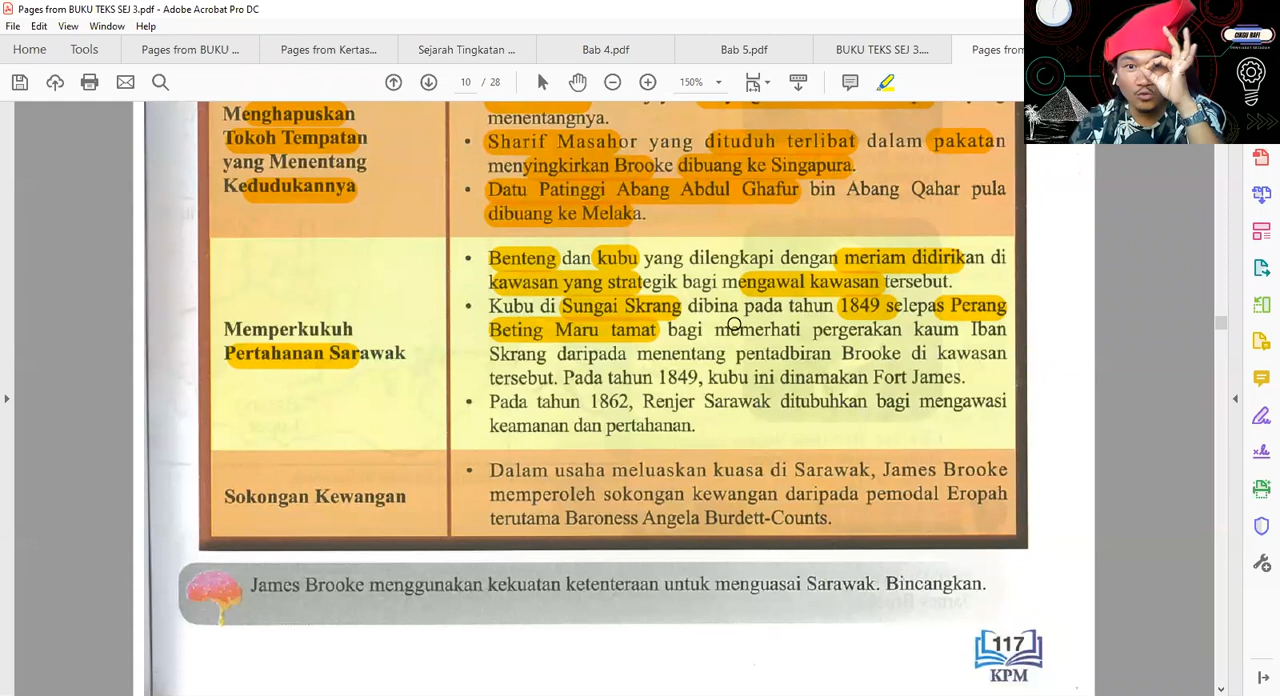 Pages from BUKU TEKS SEJ 3.pdf - Adobe Acrobat Pro DC
File Edit View Window Help
Home Tools Pages from BUKU ... Pages from Kertas... Sejarah Tingkatan ... Bab 4.pdf Bab 5.pdf BUKU TEKS SEJ 3.... Pages from
10 / 28 150%
CIKGU RAFI
Menghapuskan
Tokoh Tempatan
yang Menentang
Kedudukannya
menentangnya.
• Sharif Masahor yang dituduh terlibat dalam pakatan
menyingkirkan Brooke dibuang ke Singapura.
• Datu Patinggi Abang Abdul Ghafur bin Abang Qahar pula
dibuang ke Melaka.
Memperkukuh
Pertahanan Sarawak
• Benteng dan kubu yang dilengkapi dengan meriam didirikan di
kawasan yang strategik bagi mengawal kawasan tersebut.
• Kubu di Sungai Skrang dibina pada tahun 1849 selepas Perang
Beting Maru tamat bagi memerhati pergerakan kaum Iban
Skrang daripada menentang pentadbiran Brooke di kawasan
tersebut. Pada tahun 1849, kubu ini dinamakan Fort James.
• Pada tahun 1862, Renjer Sarawak ditubuhkan bagi mengawasi
keamanan dan pertahanan.
Sokongan Kewangan
• Dalam usaha meluaskan kuasa di Sarawak, James Brooke
memperoleh sokongan kewangan daripada pemodal Eropah
terutama Baroness Angela Burdett-Counts.
James Brooke menggunakan kekuatan ketenteraan untuk menguasai Sarawak. Bincangkan.
117
KPM